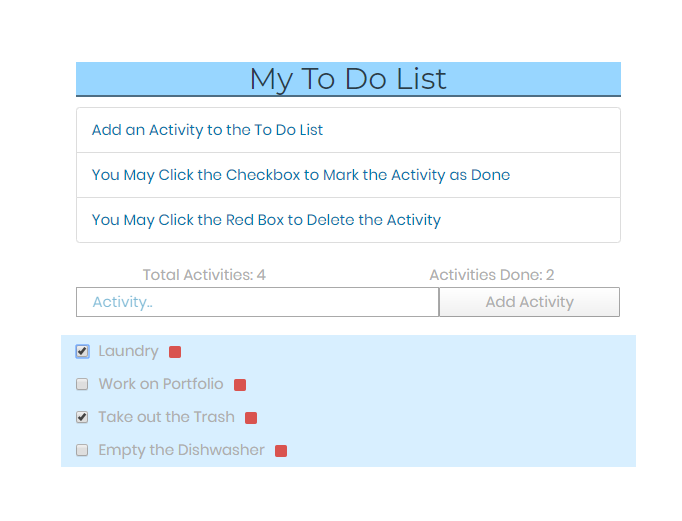 My To Do List
Add an Activity to the To Do List
You May Click the Checkbox to Mark the Activity as Done
You May Click the Red Box to Delete the Activity
Total Activities: 4 Activities Done: 2
Activity.. Add Activity
Laundry
Work on Portfolio
Take out the Trash
Empty the Dishwasher